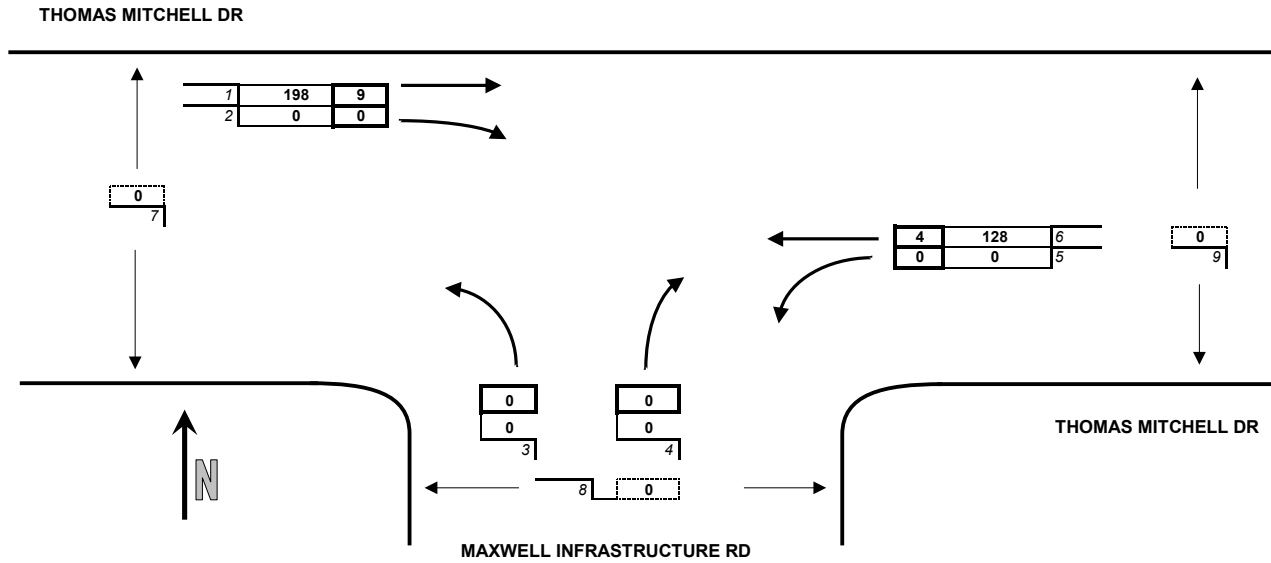 THOMAS MITCHELL DR
1 198 9
2 0 0
0
7
4 128 6
0 0 5
0
9
0 0
0 0
3 4
8 0
N
THOMAS MITCHELL DR
MAXWELL INFRASTRUCTURE RD